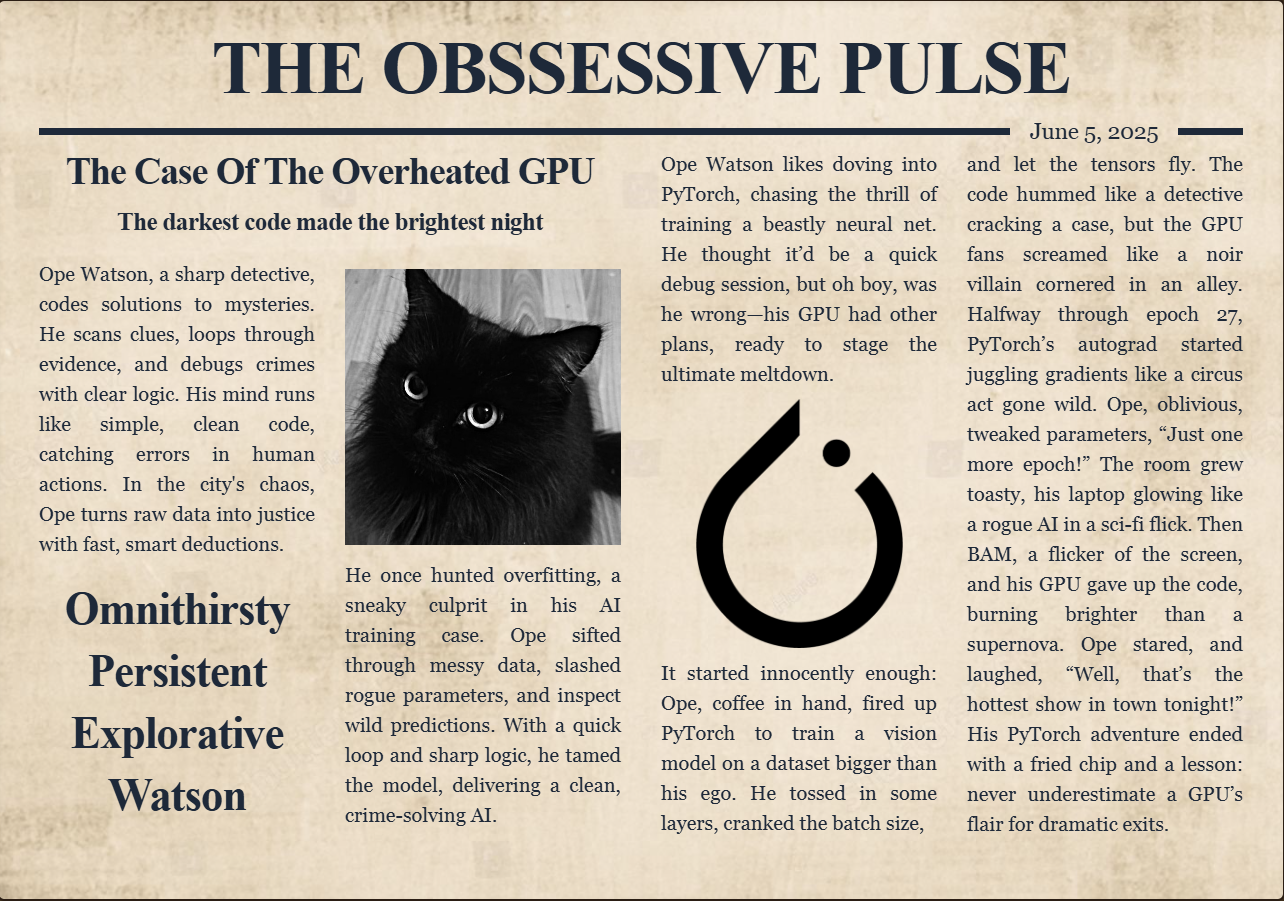 THE OBSSESSIVE PULSE
June 5, 2025
The Case Of The Overheated GPU
The darkest code made the brightest night
Ope Watson, a sharp detective,
codes solutions to mysteries.
He scans clues, loops through
evidence, and debugs crimes
with clear logic. His mind runs
like simple, clean code,
catching errors in human
actions. In the city's chaos,
Ope turns raw data into justice
with fast, smart deductions.
Omnithirsty
Persistent
Explorative
Watson
He once hunted overfitting, a
sneaky culprit in his AI
training case. Ope sifted
through messy data, slashed
rogue parameters, and inspect
wild predictions. With a quick
loop and sharp logic, he tamed
the model, delivering a clean,
crime-solving AI.
Ope Watson likes doving into
PyTorch, chasing the thrill of
training a beastly neural net.
He thought it’d be a quick
debug session, but oh boy, was
he wrong—his GPU had other
plans, ready to stage the
ultimate meltdown.
It started innocently enough:
Ope, coffee in hand, fired up
PyTorch to train a vision
model on a dataset bigger than
his ego. He tossed in some
layers, cranked the batch size,
and let the tensors fly. The
code hummed like a detective
cracking a case, but the GPU
fans screamed like a noir
villain cornered in an alley.
Halfway through epoch 27,
PyTorch’s autograd started
juggling gradients like a circus
act gone wild. Ope, oblivious,
tweaked parameters, “Just one
more epoch!” The room grew
toasty, his laptop glowing like
a rogue AI in a sci-fi flick. Then
BAM, a flicker of the screen,
and his GPU gave up the code,
burning brighter than a
supernova. Ope stared, and
laughed, “Well, that’s the
hottest show in town tonight!”
His PyTorch adventure ended
with a fried chip and a lesson:
never underestimate a GPU’s
flair for dramatic exits.